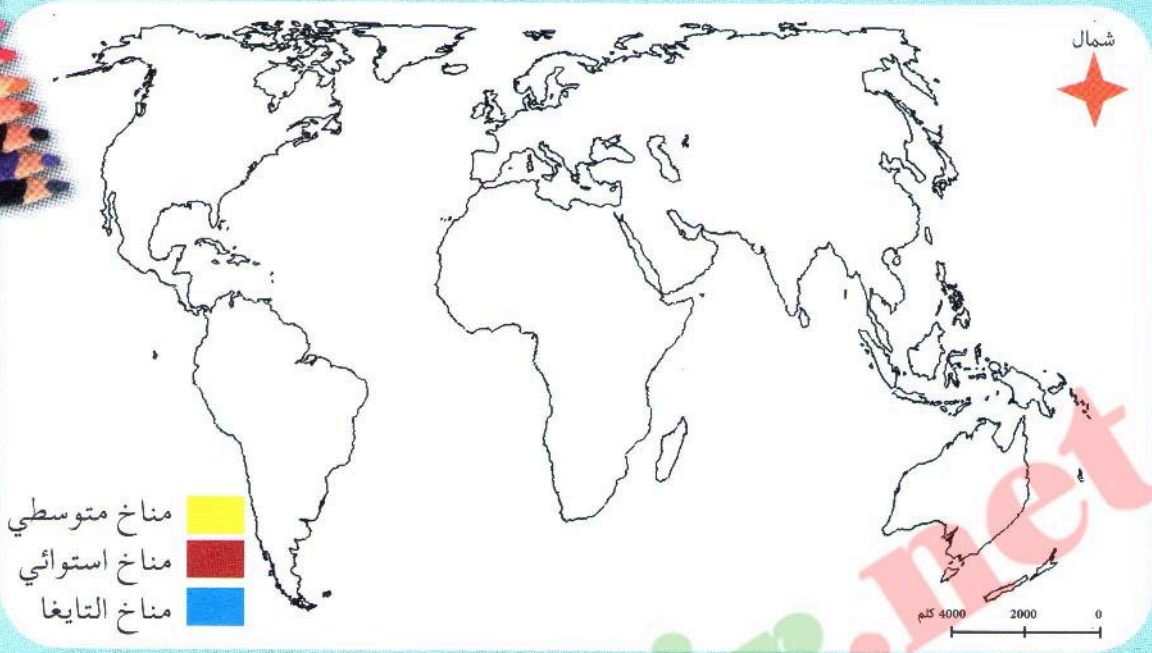 شمال
مناخ متوسطي
مناخ استوائي
مناخ التايغا
0 2000 4000 كلم
.net